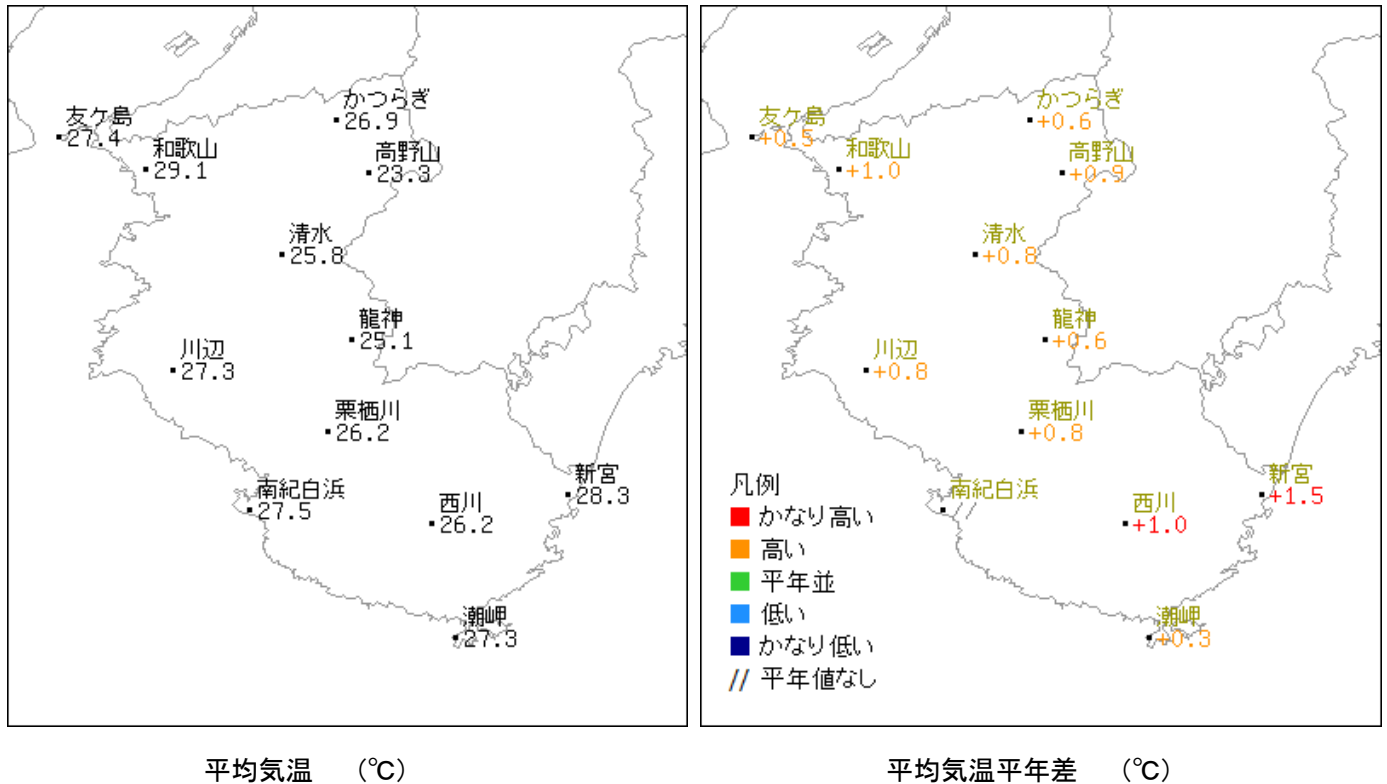 かつらぎ
26.9
友ケ島
27.4
和歌山
29.1
高野山
23.3
清水
25.8
龍神
25.1
川辺
27.3
栗栖川
26.2
南紀白浜
27.5
西川
26.2
新宮
28.3
潮岬
27.3
平均気温 (℃)
かつらぎ
+0.6
友ケ島
+0.5
和歌山
+1.0
高野山
+0.9
清水
+0.8
龍神
+0.6
川辺
+0.8
栗栖川
+0.8
南紀白浜
//
西川
+1.0
新宮
+1.5
潮岬
+0.3
凡例
かなり高い
高い
平年並
低い
かなり低い
// 平年値なし
平均気温平年差 (℃)